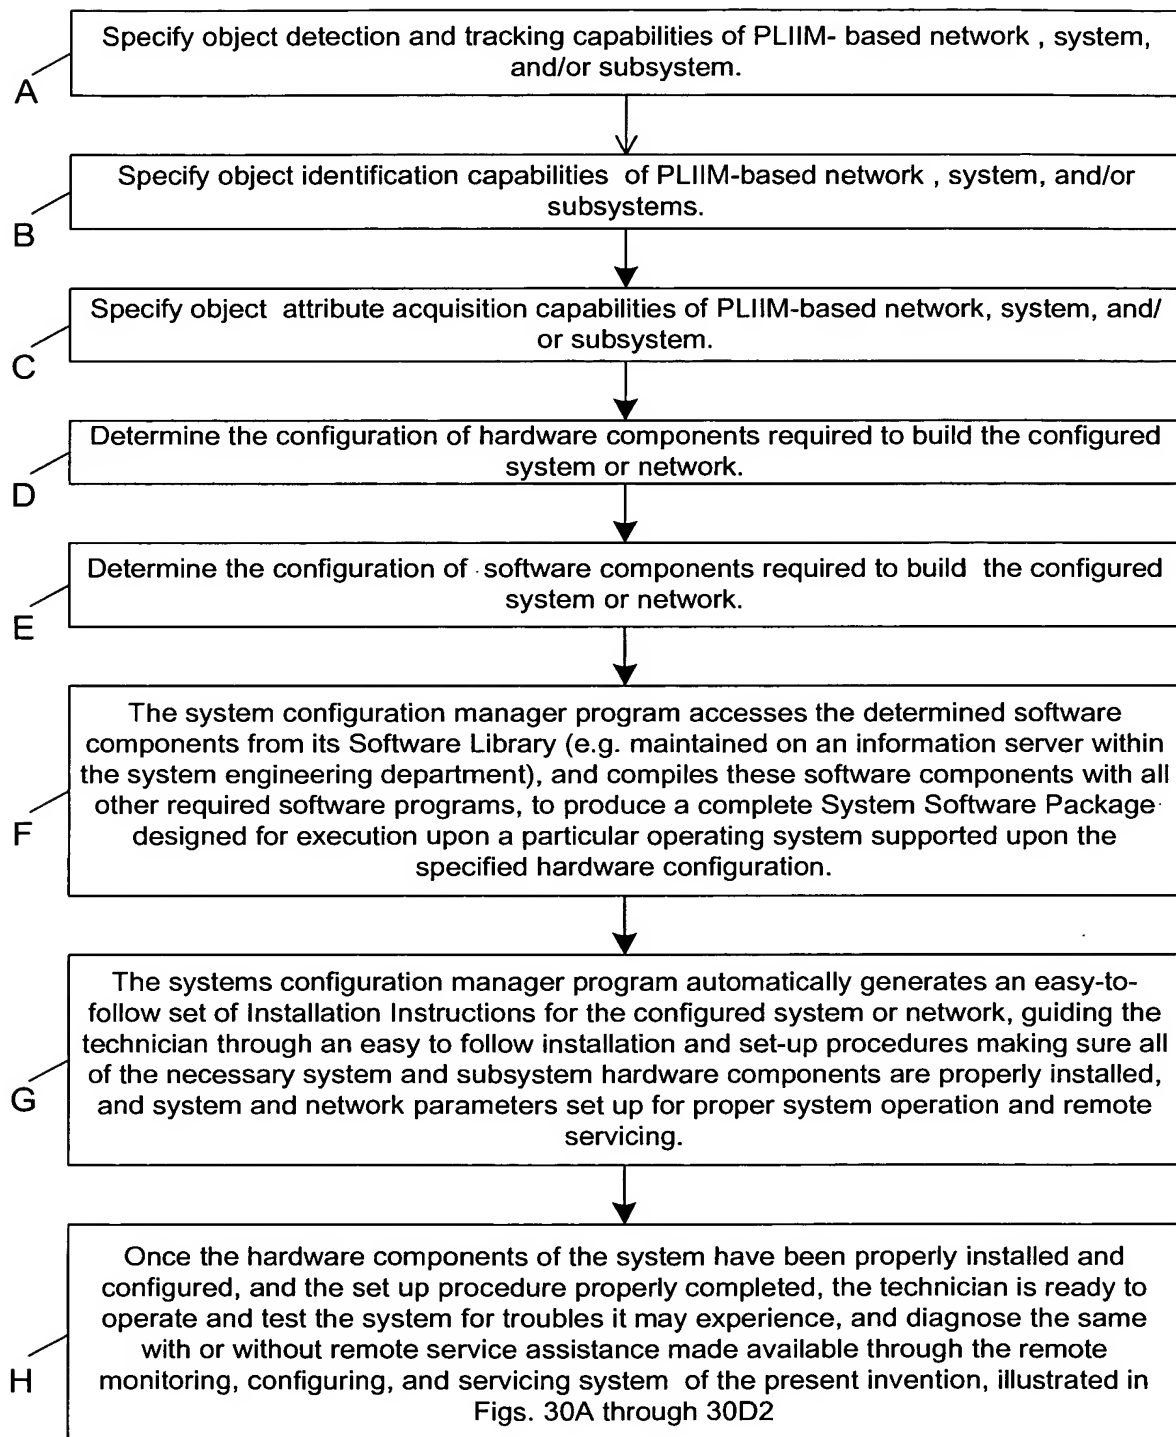 Specify object detection and tracking capabilities of PLIIM- based network , system,
and/or subsystem.
A
Specify object identification capabilities of PLIIM-based network , system, and/or
subsystems.
B
Specify object attribute acquisition capabilities of PLIIM-based network, system, and/
or subsystem.
C
Determine the configuration of hardware components required to build the configured
system or network.
D
Determine the configuration of software components required to build the configured
system or network.
E
The system configuration manager program accesses the determined software
components from its Software Library (e.g. maintained on an information server within
the system engineering department), and compiles these software components with all
other required software programs, to produce a complete System Software Package
designed for execution upon a particular operating system supported upon the
specified hardware configuration.
F
The systems configuration manager program automatically generates an easy-to-
follow set of Installation Instructions for the configured system or network, guiding the
technician through an easy to follow installation and set-up procedures making sure all
of the necessary system and subsystem hardware components are properly installed,
and system and network parameters set up for proper system operation and remote
servicing.
G
Once the hardware components of the system have been properly installed and
configured, and the set up procedure properly completed, the technician is ready to
operate and test the system for troubles it may experience, and diagnose the same
with or without remote service assistance made available through the remote
monitoring, configuring, and servicing system of the present invention, illustrated in
Figs. 30A through 30D2
H